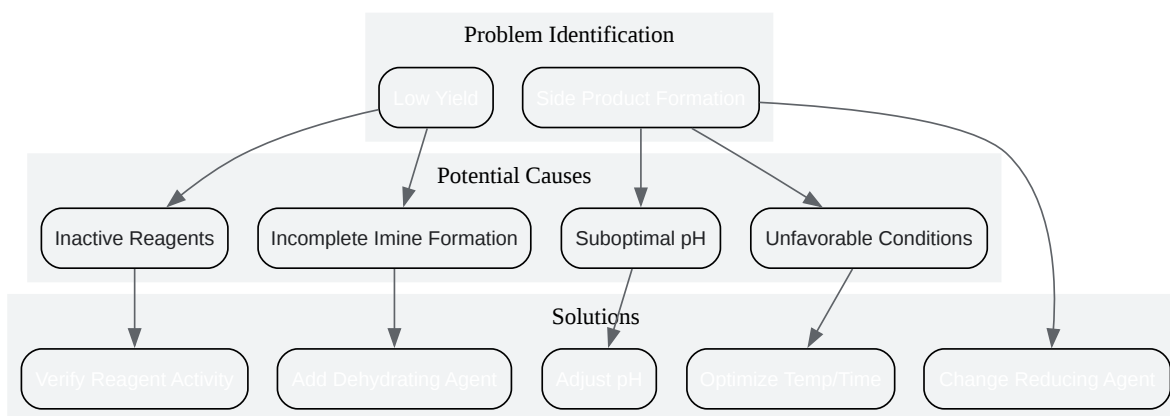 Problem Identification
Low Yield
Side Product Formation
Potential Causes
Inactive Reagents
Incomplete Imine Formation
Suboptimal pH
Unfavorable Conditions
Solutions
Verify Reagent Activity
Add Dehydrating Agent
Adjust pH
Optimize Temp/Time
Change Reducing Agent